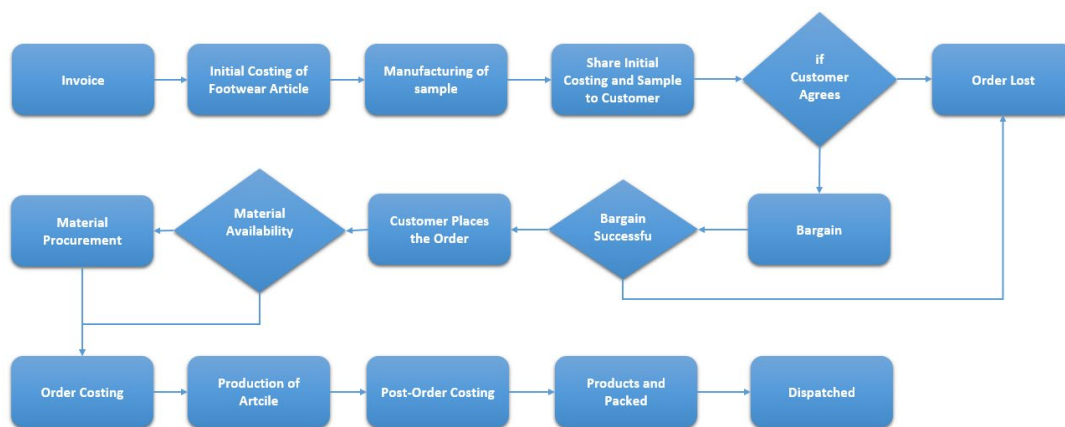 Invoice
Initial Costing of
Footwear Article
Manufacturing of
sample
Share Initial
Costing and Sample
to Customer
if
Customer
Agrees
Order Lost
Material
Procurement
Material
Availability
Customer Places
the Order
Bargain
Successfu
Bargain
Order Costing
Production of
Artcile
Post-Order Costing
Products and
Packed
Dispatched